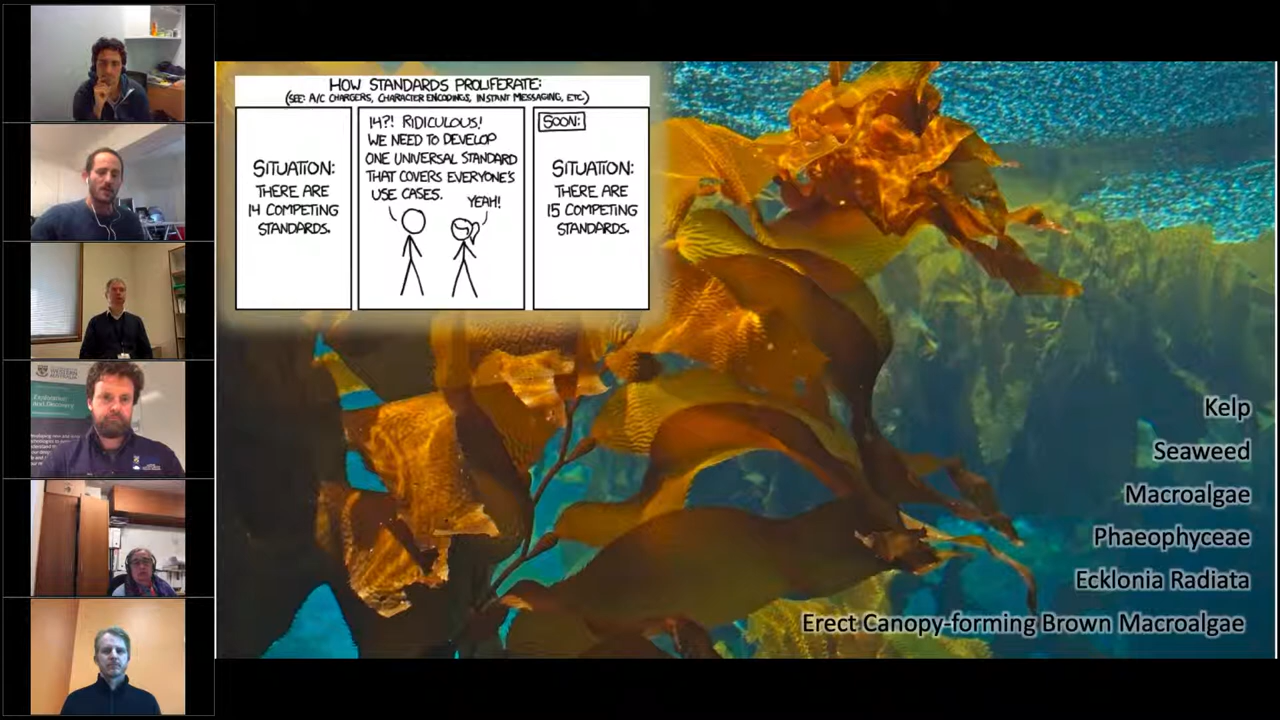 HOW STANDARDS PROLIFERATE:
(SEE: A/C CHARGERS, CHARACTER ENCODINGS, INSTANT MESSAGING, ETC.)
SITUATION:
THERE ARE
14 COMPETING
STANDARDS.
14?! RIDICULOUS!
WE NEED TO DEVELOP
ONE UNIVERSAL STANDARD
THAT COVERS EVERYONE'S
USE CASES.
YEAH!
SOON:
SITUATION:
THERE ARE
15 COMPETING
STANDARDS.
Kelp
Seaweed
Macroalgae
Phaeophyceae
Ecklonia Radiata
Erect Canopy-forming Brown Macroalgae